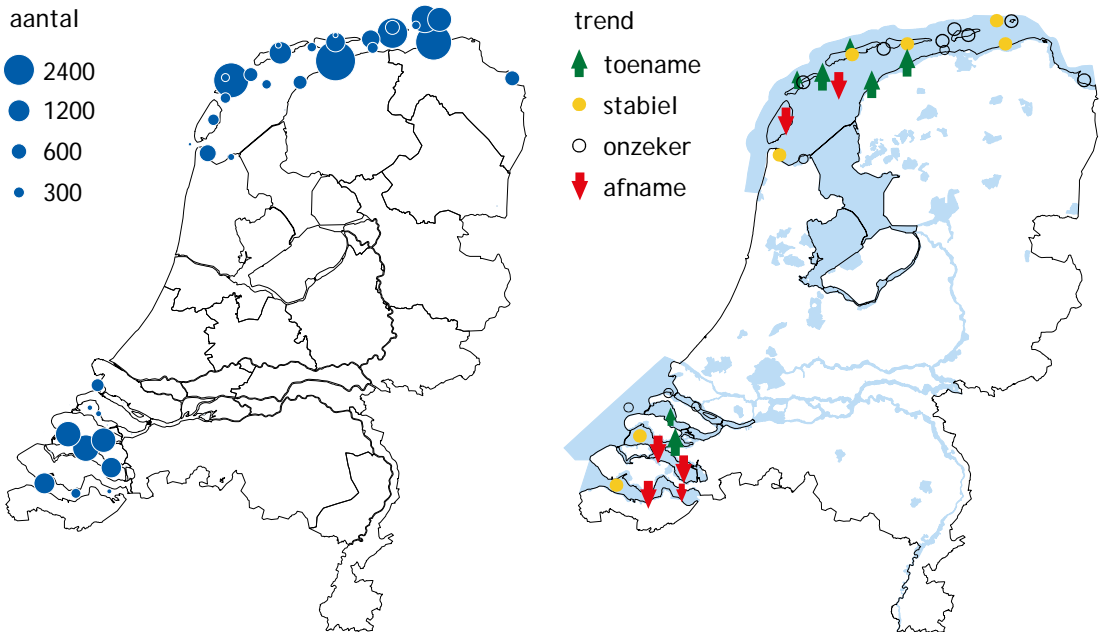 aantal
2400
1200
600
300
trend
toename
stabiel
onzeker
afname